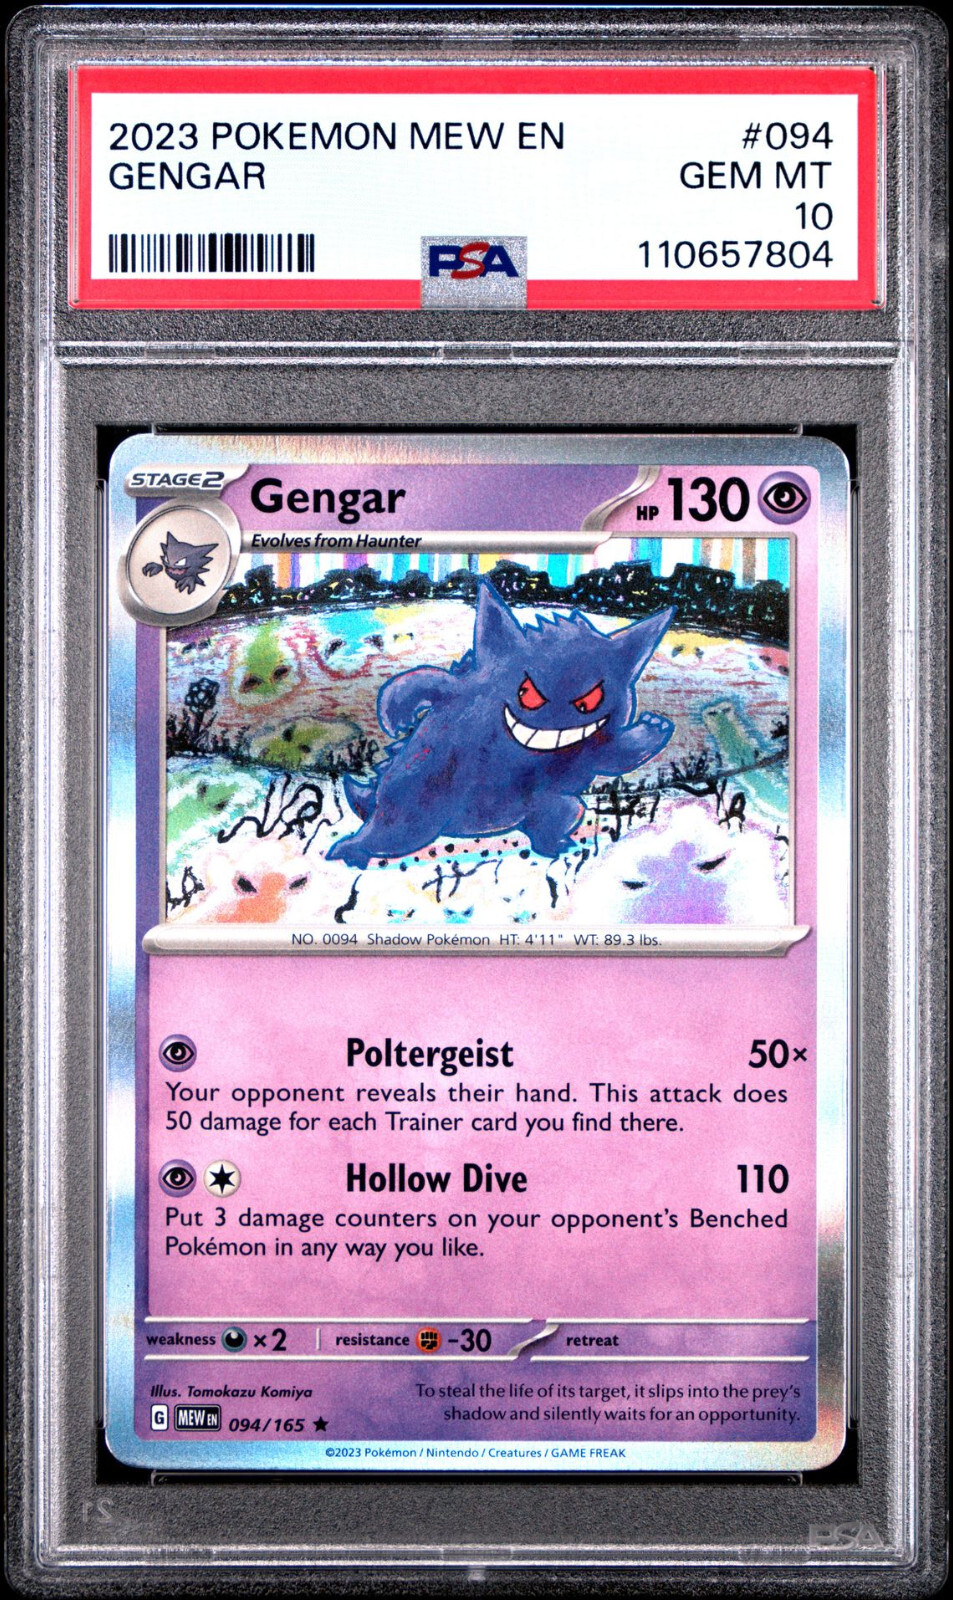 2023 POKEMON MEW EN #094
GENGAR GEM MT
10
PSA 110657804
STAGE2 Gengar HP 130
Evolves from Haunter
NO. 0094 Shadow Pokémon HT: 4'11" WT: 89.3 lbs.
Poltergeist 50×
Your opponent reveals their hand. This attack does
50 damage for each Trainer card you find there.
Hollow Dive 110
Put 3 damage counters on your opponent's Benched
Pokémon in any way you like.
weakness ×2 resistance -30 retreat
Illus. Tomokazu Komiya
To steal the life of its target, it slips into the prey's
shadow and silently waits for an opportunity.
G MEW EN 094/165 ★
©2023 Pokémon / Nintendo / Creatures / GAME FREAK
PSA